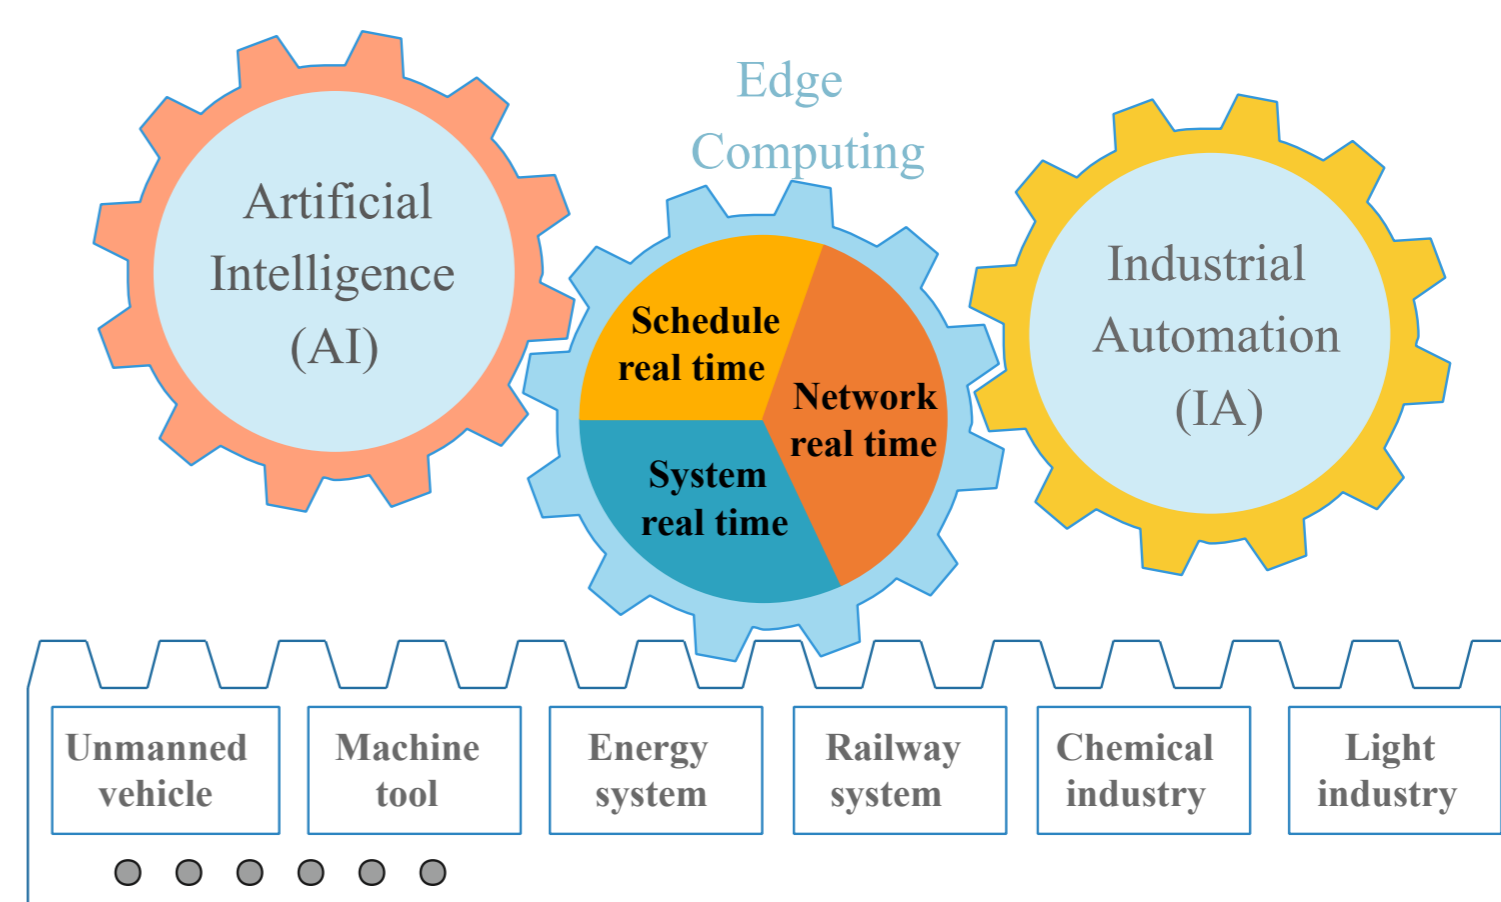 Artificial
Intelligence
(AI)
Edge
Computing
Schedule
real time
Network
real time
System
real time
Industrial
Automation
(IA)
Unmanned
vehicle
Machine
tool
Energy
system
Railway
system
Chemical
industry
Light
industry